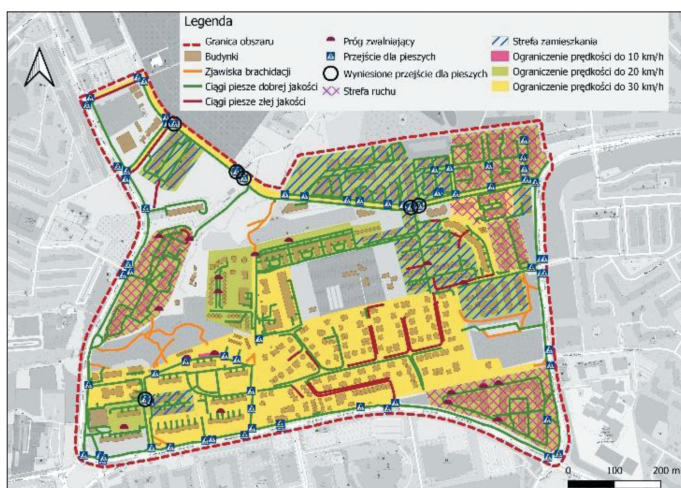 Legenda
Granica obszaru
Budynki
Zjawiska brachidacji
Ciągi piesze dobrej jakości
Ciągi piesze złej jakości
Próg zwalniający
Przejście dla pieszych
Wyniesione przejście dla pieszych
Strefa ruchu
Strefa zamieszkania
Ograniczenie prędkości do 10 km/h
Ograniczenie prędkości do 20 km/h
Ograniczenie prędkości do 30 km/h
0 100 200 m